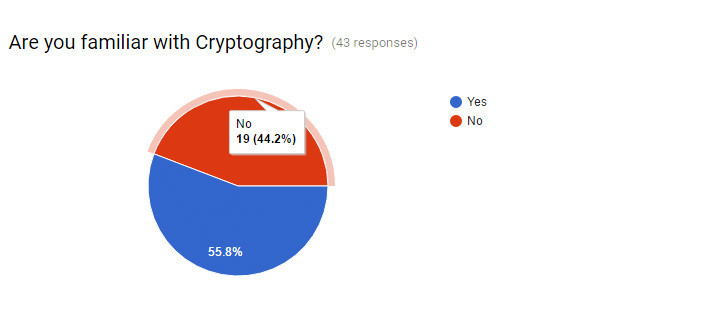 Are you familiar with Cryptography? (43 responses)
Yes
No
No
19 (44.2%)
55.8%